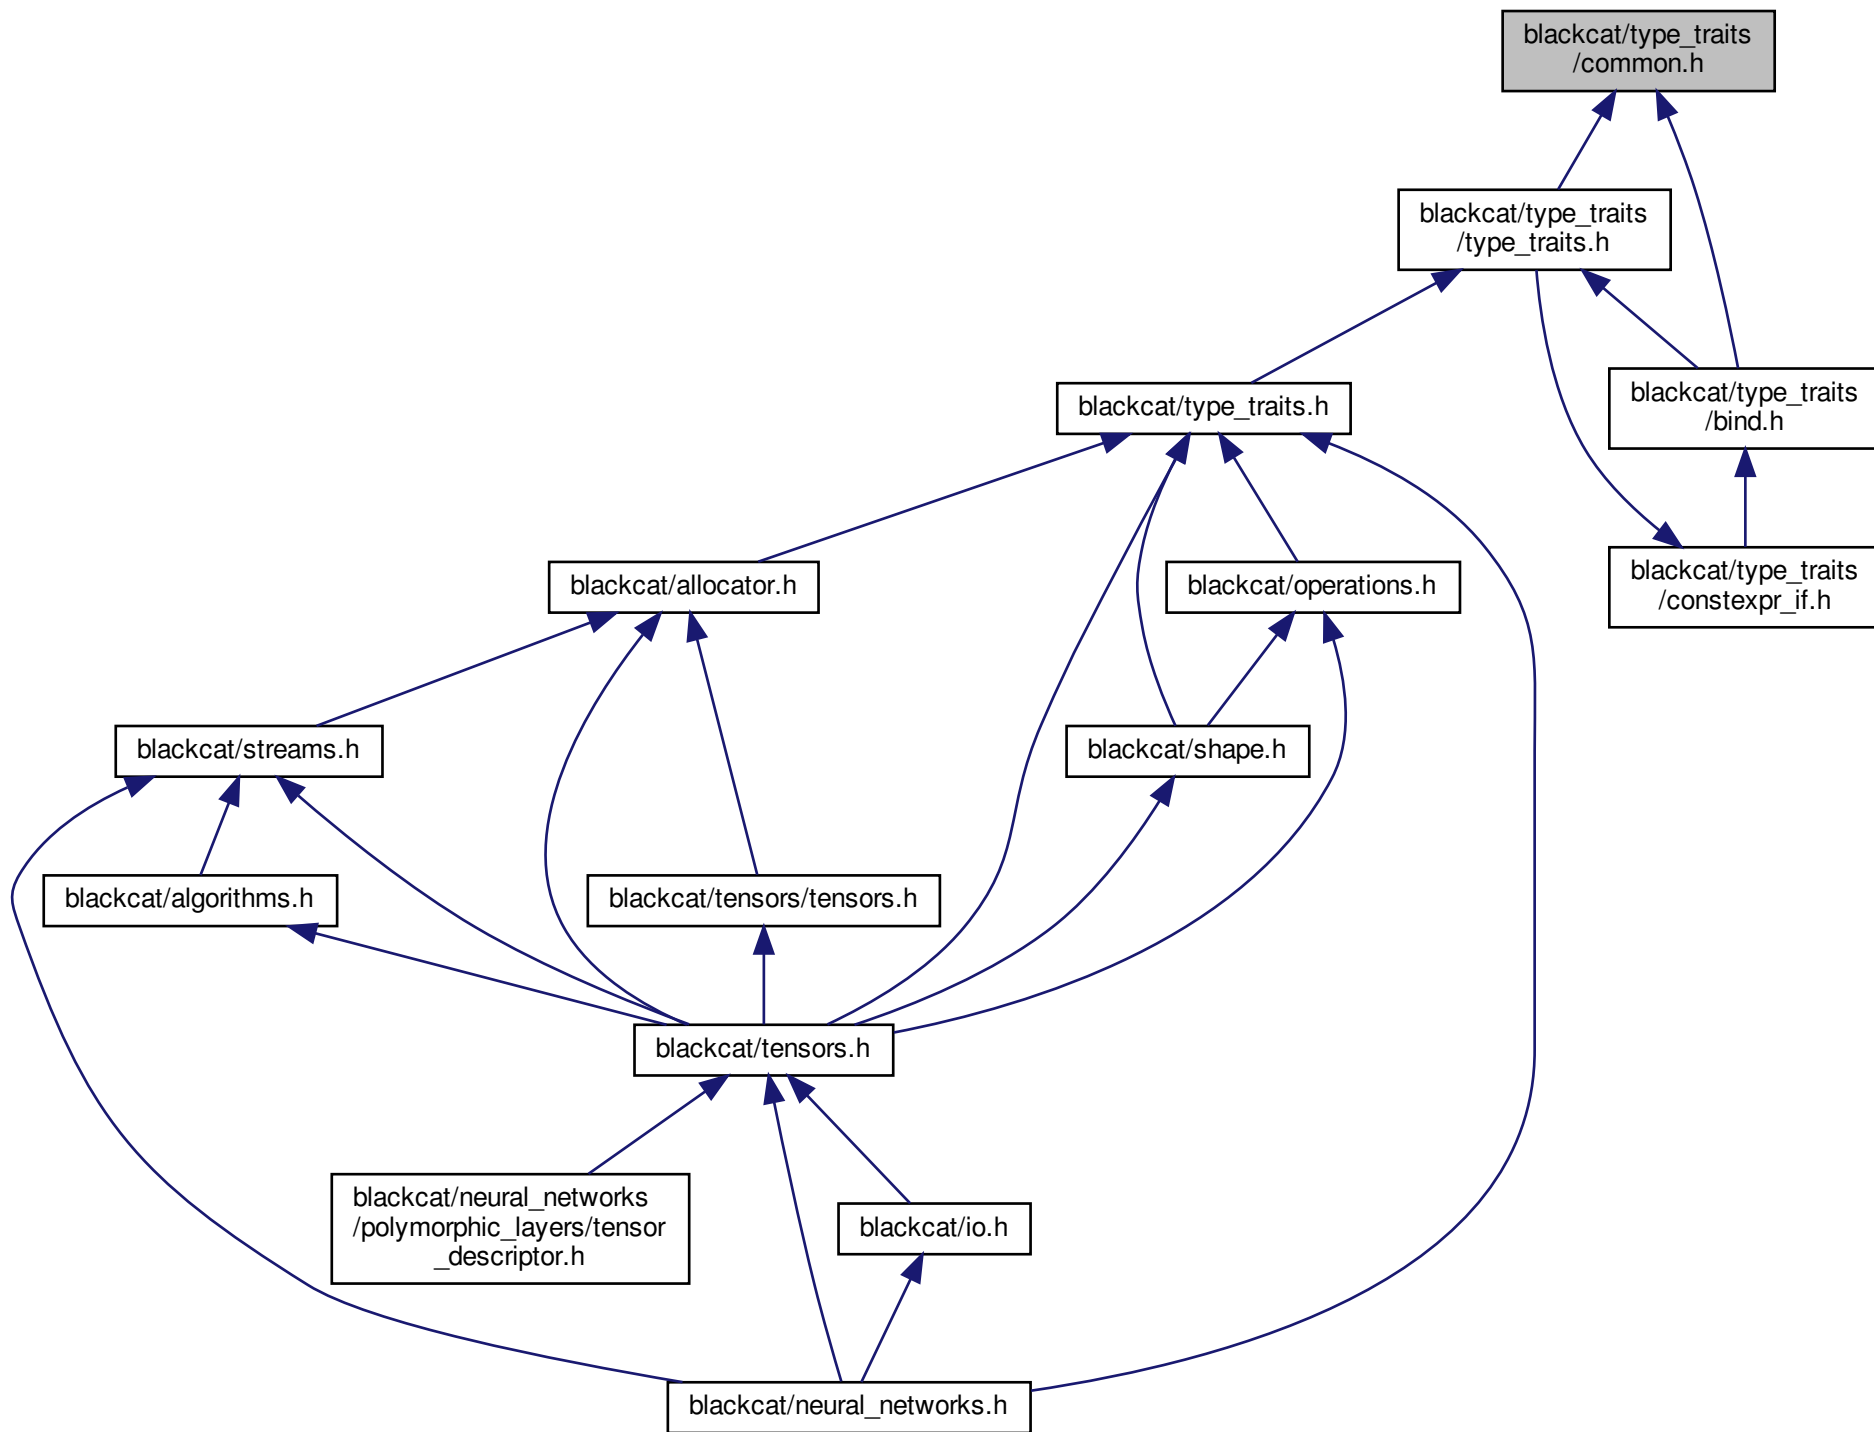 blackcat/type_traits
/common.h
blackcat/type_traits
/type_traits.h
blackcat/type_traits.h
blackcat/type_traits
/bind.h
blackcat/allocator.h
blackcat/operations.h
blackcat/type_traits
/constexpr_if.h
blackcat/streams.h
blackcat/shape.h
blackcat/algorithms.h
blackcat/tensors/tensors.h
blackcat/tensors.h
blackcat/neural_networks
/polymorphic_layers/tensor
_descriptor.h
blackcat/io.h
blackcat/neural_networks.h